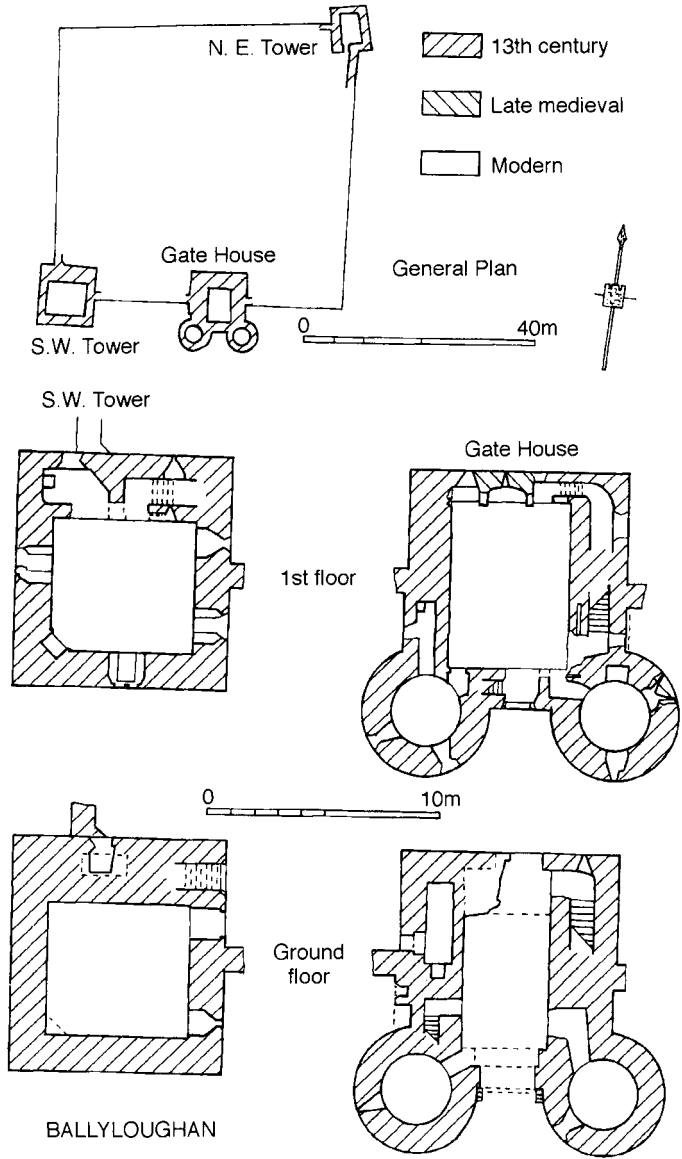 N. E. Tower
13th century
Late medieval
Modern
Gate House
General Plan
0 40m
S.W. Tower
S.W. Tower
Gate House
1st floor
0 10m
Ground
floor
BALLYLOUGHAN